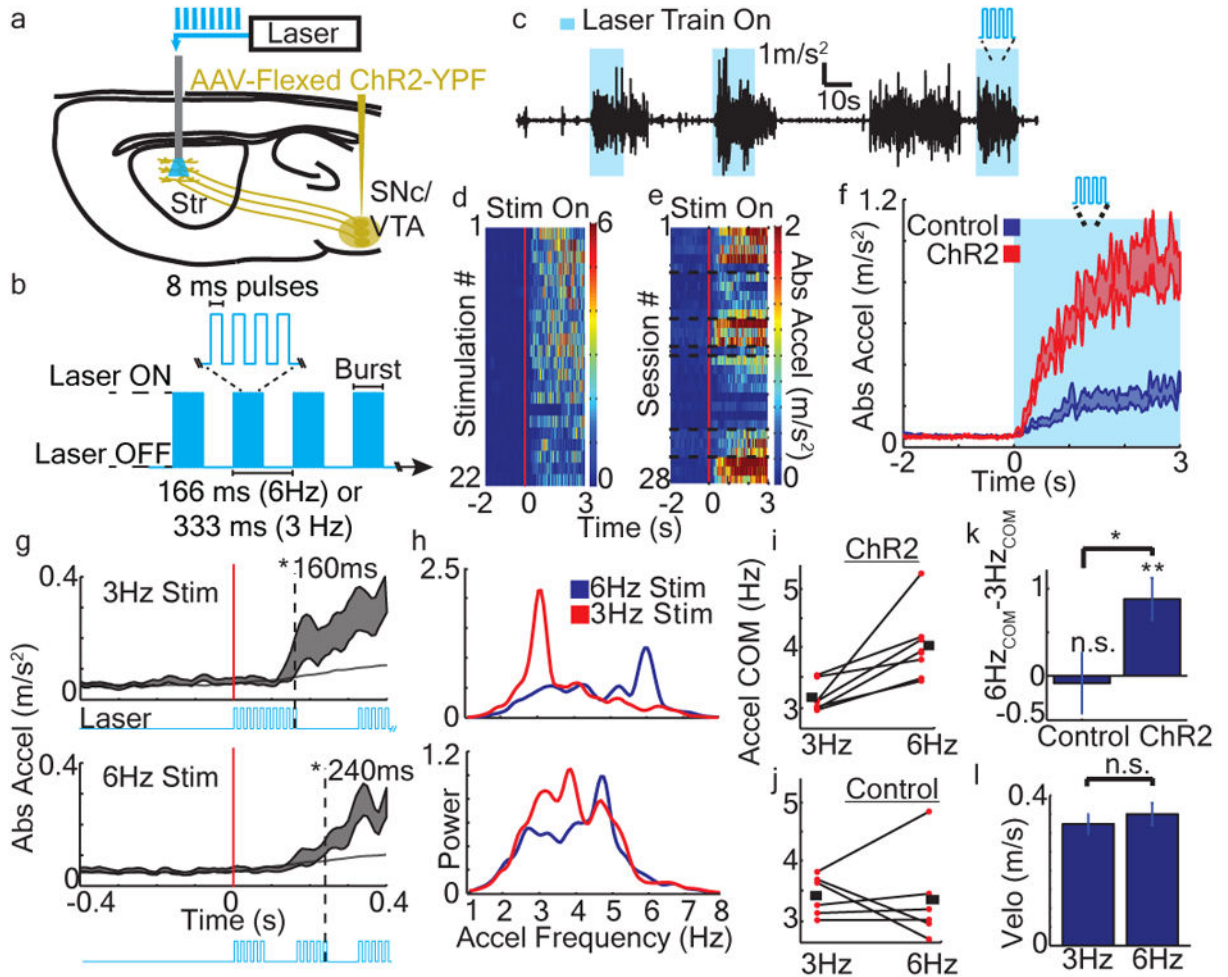 a
Laser
AAV-Flexed ChR2-YPF
Str
SNc/
VTA
b
8 ms pulses
Laser ON
Burst
Laser OFF
166 ms (6Hz) or
333 ms (3 Hz)
c
Laser Train On
1m/s²
10s
d
Stim On
1
22
Stimulation #
6
0
-2 0 3
e
Stim On
1
28
Session #
2
0
Abs Accel (m/s²)
-2 0 3
Time (s)
f
Control
ChR2
1.2
0
Abs Accel (m/s²)
-2 0 3
Time (s)
g
3Hz Stim
*160ms
0.4
0
Laser
6Hz Stim
*240ms
0.4
0
Abs Accel (m/s²)
-0.4 0 0.4
Time (s)
h
6Hz Stim
3Hz Stim
2.5
0
1.2
0
Power
1 2 3 4 5 6 7 8
Accel Frequency (Hz)
i
ChR2
5
4
3
Accel COM (Hz)
3Hz 6Hz
j
Control
5
4
3
3Hz 6Hz
k
*
**
n.s.
1
0
-0.5
6Hz_COM-3Hz_COM
Control ChR2
l
n.s.
0.4
0
Velo (m/s)
3Hz 6Hz